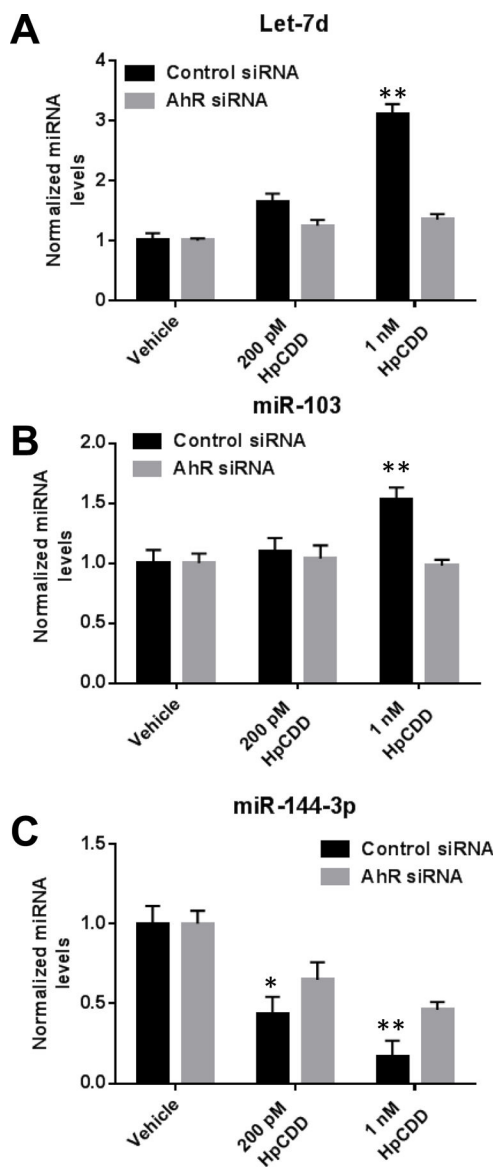 A
Let-7d
Normalized miRNA
levels
4
3
2
1
0
Control siRNA
AhR siRNA
**
Vehicle
200 pM
HpCDD
1 nM
HpCDD
B
miR-103
Normalized miRNA
levels
2.0
1.5
1.0
0.5
0.0
Control siRNA
AhR siRNA
**
Vehicle
200 pM
HpCDD
1 nM
HpCDD
C
miR-144-3p
Normalized miRNA
levels
1.5
1.0
0.5
0.0
Control siRNA
AhR siRNA
*
**
Vehicle
200 pM
HpCDD
1 nM
HpCDD